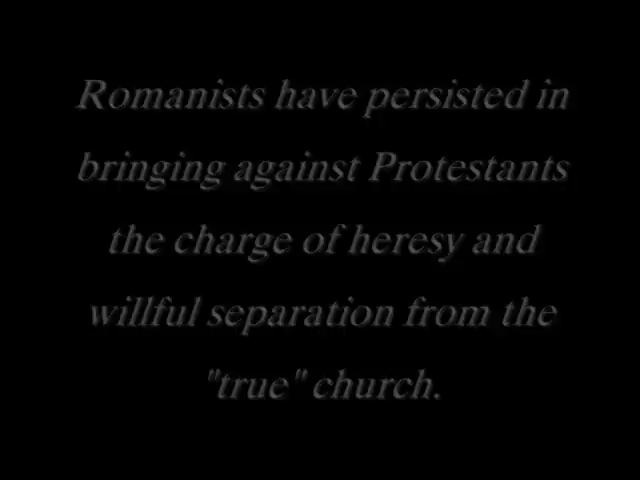 Romanists have persisted in
bringing against Protestants
the charge of heresy and
willful separation from the
"true" church.